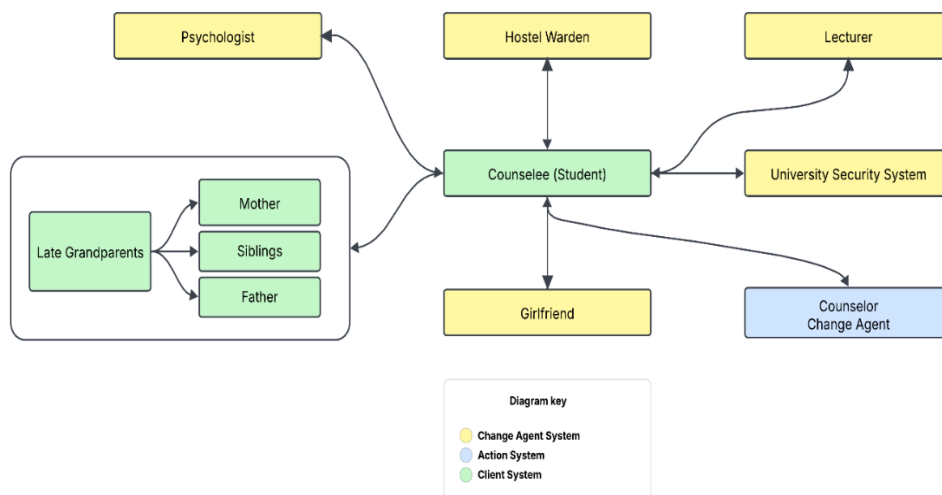 Psychologist
Hostel Warden
Lecturer
Counselee (Student)
University Security System
Late Grandparents
Mother
Siblings
Father
Girlfriend
Counselor
Change Agent
Diagram key
Change Agent System
Action System
Client System